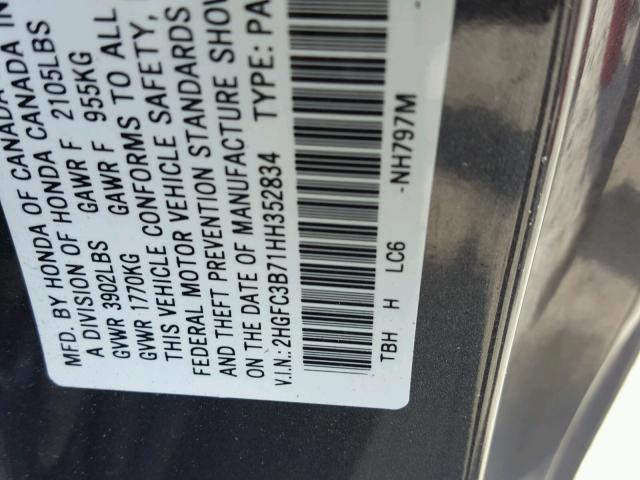 MFD. BY HONDA OF CANADA IN
A DIVISION OF HONDA CANADA
GVWR 3902LBS GAWR F 2105LBS
GVWR 1770KG GAWR F 955KG
THIS VEHICLE CONFORMS TO ALL
FEDERAL MOTOR VEHICLE SAFETY,
AND THEFT PREVENTION STANDARDS
ON THE DATE OF MANUFACTURE SHOW
V.I.N.: 2HGFC3B71HH352834 TYPE: PA
TBH H LC6 -NH797M